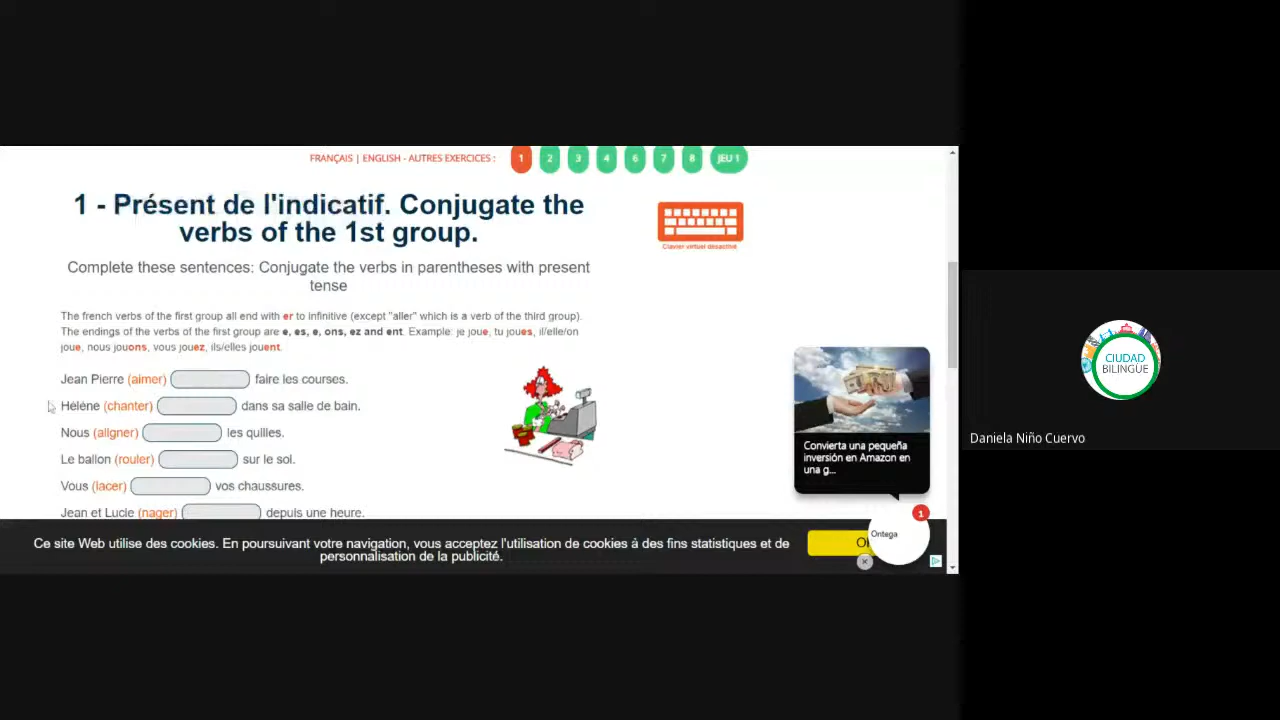 FRANÇAIS | ENGLISH - AUTRES EXERCICES : 1 2 3 4 6 7 8 JEU 1
1 - Présent de l'indicatif. Conjugate the
verbs of the 1st group.
Clavier virtuel désactivé
Complete these sentences: Conjugate the verbs in parentheses with present
tense
The french verbs of the first group all end with er to infinitive (except "aller" which is a verb of the third group).
The endings of the verbs of the first group are e, es, e, ons, ez and ent. Example: je joue, tu joues, il/elle/on
joue, nous jouons, vous jouez, ils/elles jouent.
Jean Pierre (aimer) faire les courses.
Hélène (chanter) dans sa salle de bain.
Nous (aligner) les quilles.
Le ballon (rouler) sur le sol.
Vous (lacer) vos chaussures.
Jean et Lucie (nager) depuis une heure.
Convierta una pequeña
inversión en Amazon en
una g...
1
Ortega
Ce site Web utilise des cookies. En poursuivant votre navigation, vous acceptez l'utilisation de cookies à des fins statistiques et de
personnalisation de la publicité.
CIUDAD
BILINGÜE
Daniela Niño Cuervo